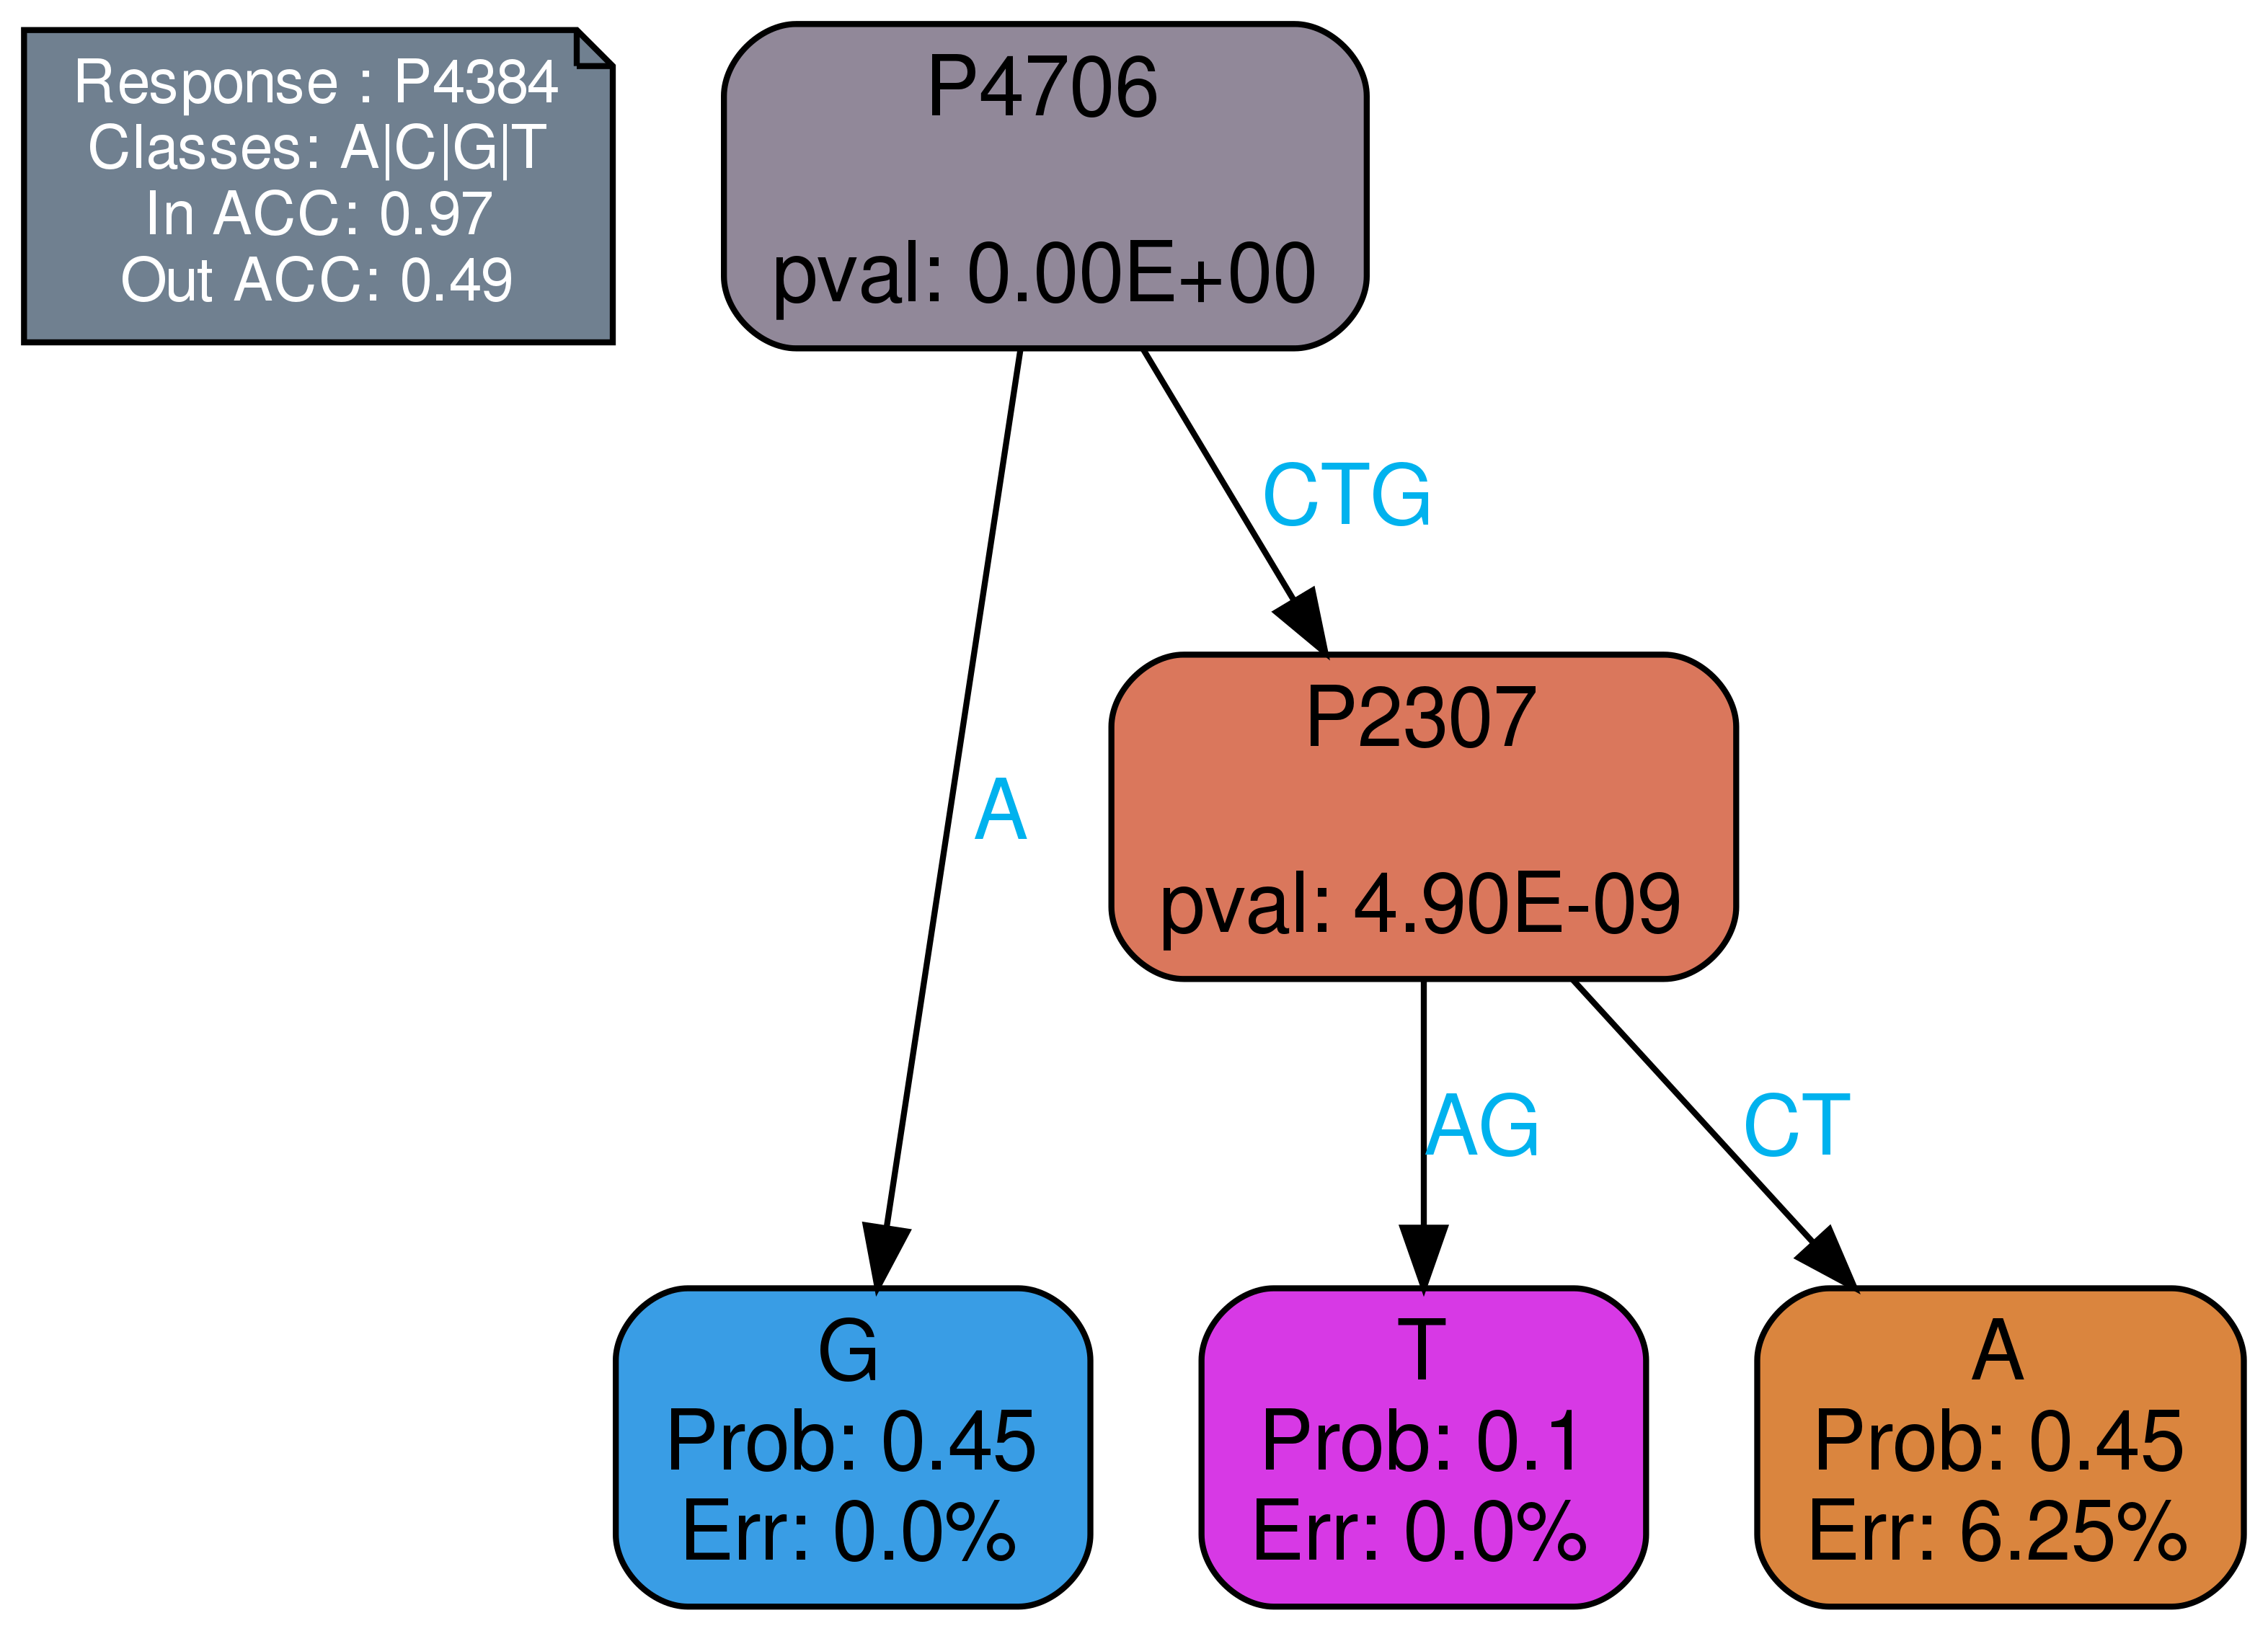 Response : P4384
Classes: A|C|G|T
In ACC: 0.97
Out ACC: 0.49
P4706
pval: 0.00E+00
CTG
P2307
pval: 4.90E-09
A
AG
CT
G
Prob: 0.45
Err: 0.0%
T
Prob: 0.1
Err: 0.0%
A
Prob: 0.45
Err: 6.25%